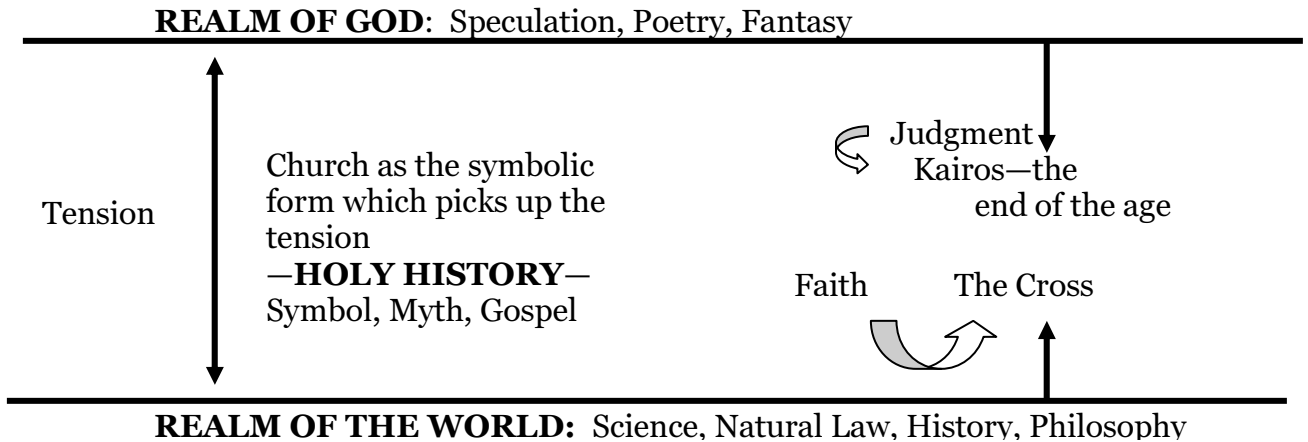 REALM OF GOD: Speculation, Poetry, Fantasy
Tension
Church as the symbolic
form which picks up the
tension
—HOLY HISTORY—
Symbol, Myth, Gospel
Judgment
Kairos—the
end of the age
Faith
The Cross
REALM OF THE WORLD: Science, Natural Law, History, Philosophy